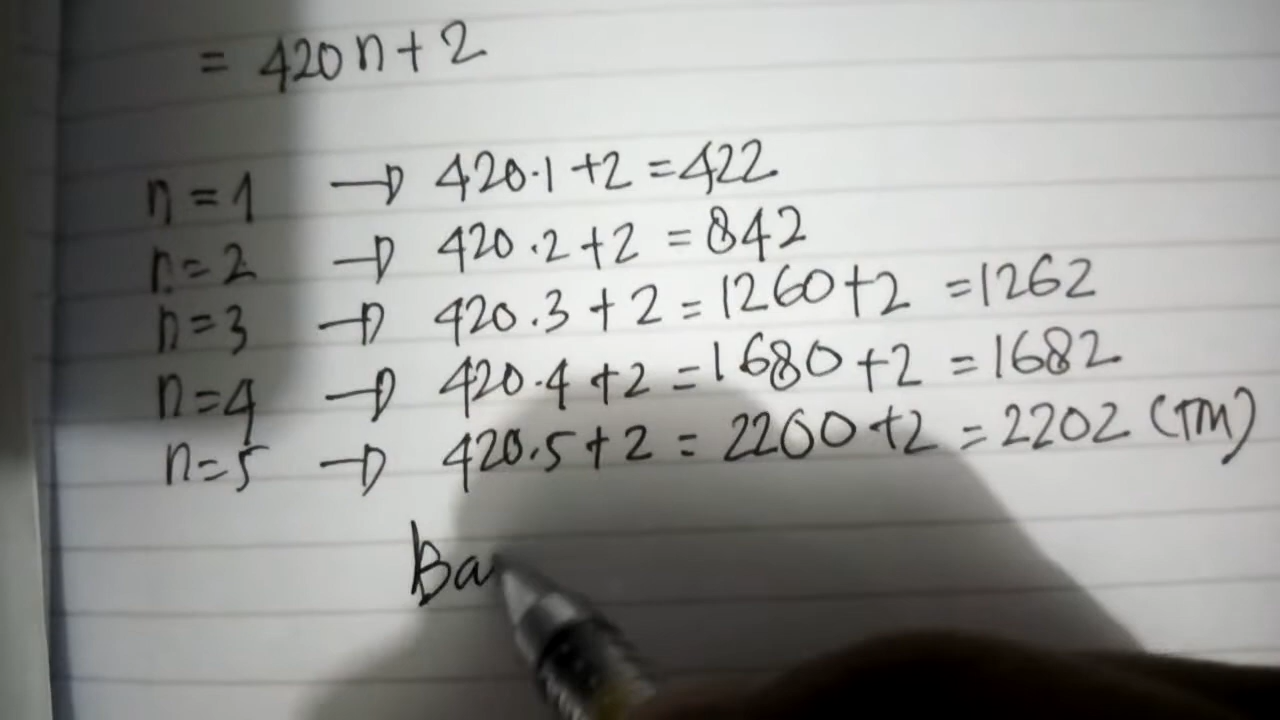 = 420n+2
n=1 → 420.1+2=422
n=2 → 420.2+2=842
n=3 → 420.3+2=1260+2=1262
n=4 → 420.4+2=1680+2=1682
n=5 → 420.5+2=2200+2=2202 (TM)
Ba